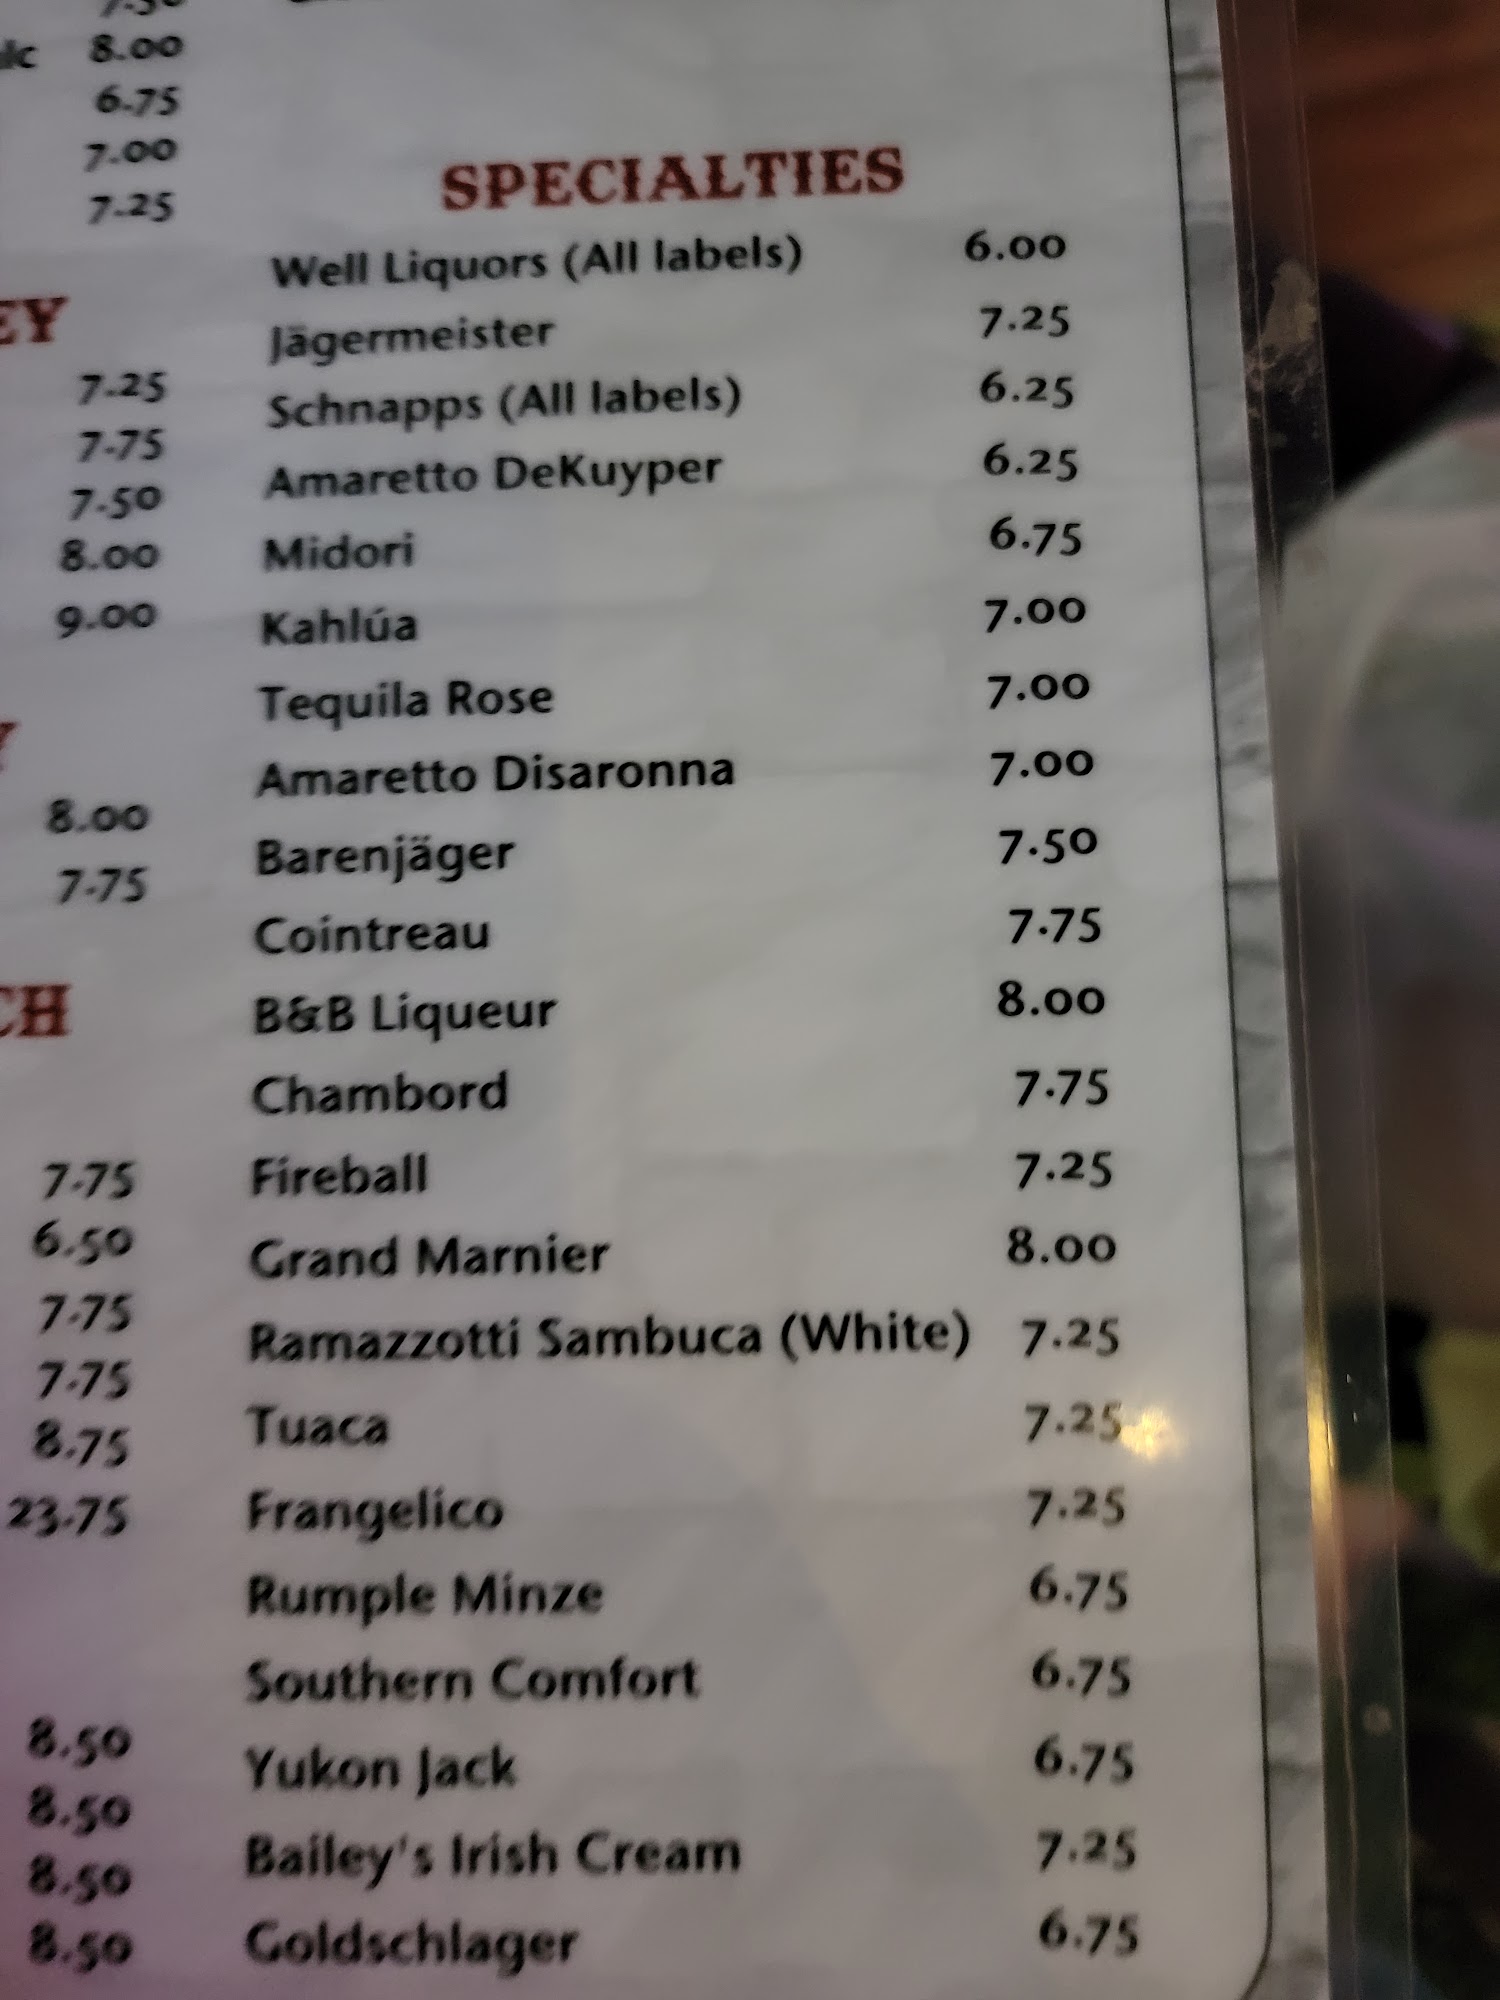 7.50
8.00
6.75
7.00
7.25
EY
7.25
7.75
7.50
8.00
9.00
Y
8.00
7.75
CH
7.75
6.50
7.75
7.75
8.75
23.75
8.50
8.50
8.50
8.50
SPECIALTIES
Well Liquors (All labels) 6.00
Jägermeister 7.25
Schnapps (All labels) 6.25
Amaretto DeKuyper 6.25
Midori 6.75
Kahlúa 7.00
Tequila Rose 7.00
Amaretto Disaronna 7.00
Barenjäger 7.50
Cointreau 7.75
B&B Liqueur 8.00
Chambord 7.75
Fireball 7.25
Grand Marnier 8.00
Ramazzotti Sambuca (White) 7.25
Tuaca 7.25
Frangelico 7.25
Rumple Minze 6.75
Southern Comfort 6.75
Yukon Jack 6.75
Bailey's Irish Cream 7.25
Goldschlager 6.75